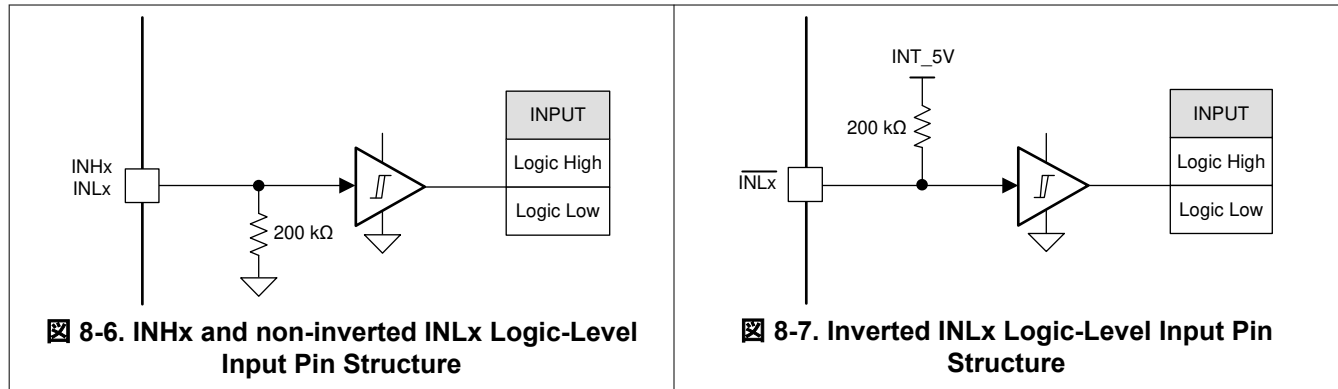 INHx
INLx
200 kΩ
INPUT
Logic High
Logic Low
図 8-6. INHx and non-inverted INLx Logic-Level
Input Pin Structure
INT_5V
200 kΩ
INLx
INPUT
Logic High
Logic Low
図 8-7. Inverted INLx Logic-Level Input Pin
Structure